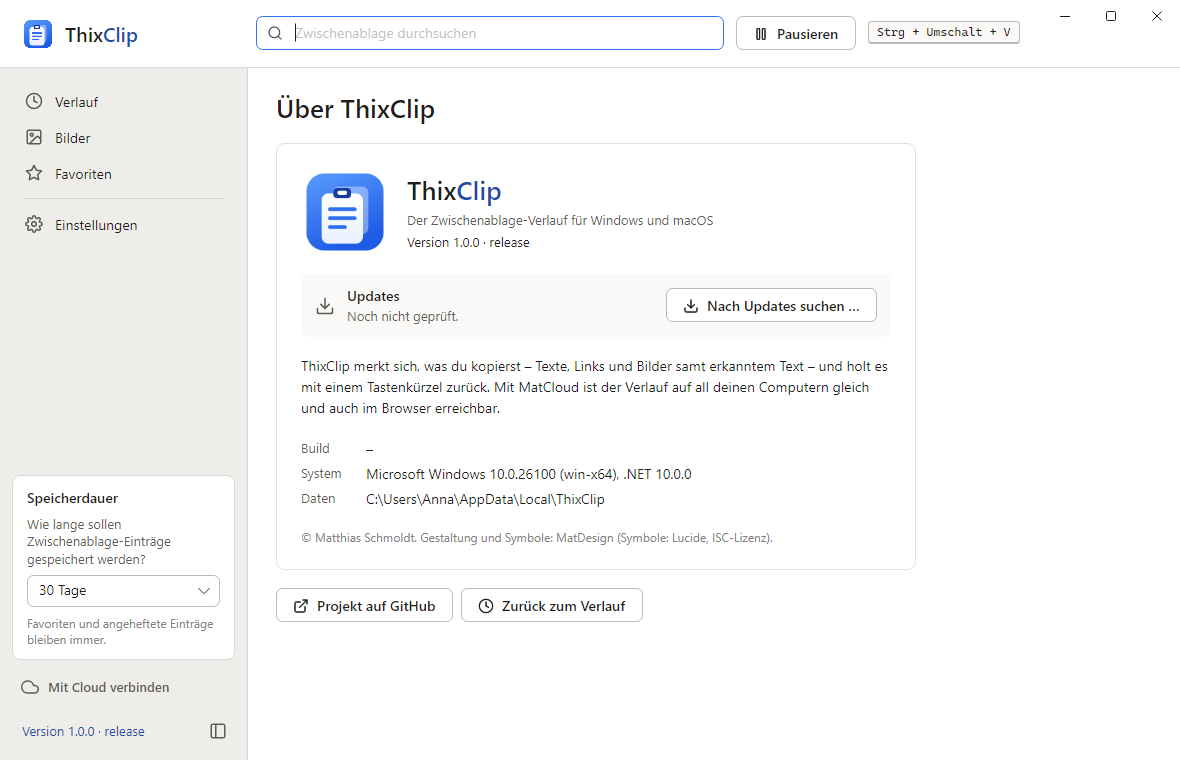 ThixClip
Zwischenablage durchsuchen
Pausieren
Strg + Umschalt + V
Verlauf
Bilder
Favoriten
Einstellungen
Speicherdauer
Wie lange sollen
Zwischenablage-Einträge
gespeichert werden?
30 Tage
Favoriten und angeheftete Einträge
bleiben immer.
Mit Cloud verbinden
Version 1.0.0 · release
Über ThixClip
ThixClip
Der Zwischenablage-Verlauf für Windows und macOS
Version 1.0.0 · release
Updates
Noch nicht geprüft.
Nach Updates suchen ...
ThixClip merkt sich, was du kopierst – Texte, Links und Bilder samt erkanntem Text – und holt es
mit einem Tastenkürzel zurück. Mit MatCloud ist der Verlauf auf all deinen Computern gleich
und auch im Browser erreichbar.
Build –
System Microsoft Windows 10.0.26100 (win-x64), .NET 10.0.0
Daten C:\Users\Anna\AppData\Local\ThixClip
© Matthias Schmoldt. Gestaltung und Symbole: MatDesign (Symbole: Lucide, ISC-Lizenz).
Projekt auf GitHub
Zurück zum Verlauf